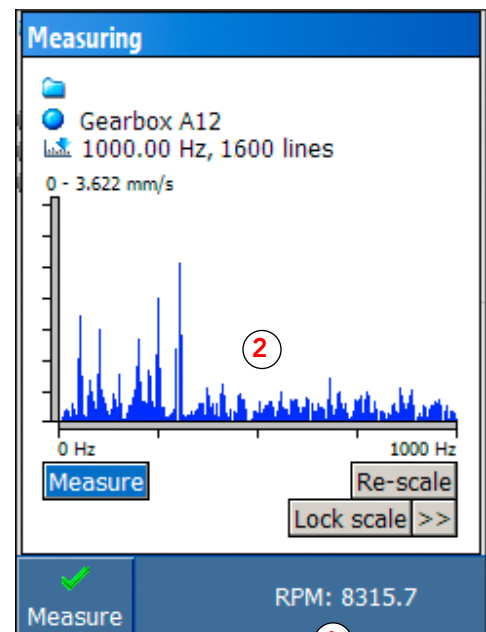 Measuring
Gearbox A12
1000.00 Hz, 1600 lines
0 - 3.622 mm/s
2
0 Hz
1000 Hz
Measure
Re-scale
Lock scale
>>
RPM: 8315.7
Measure